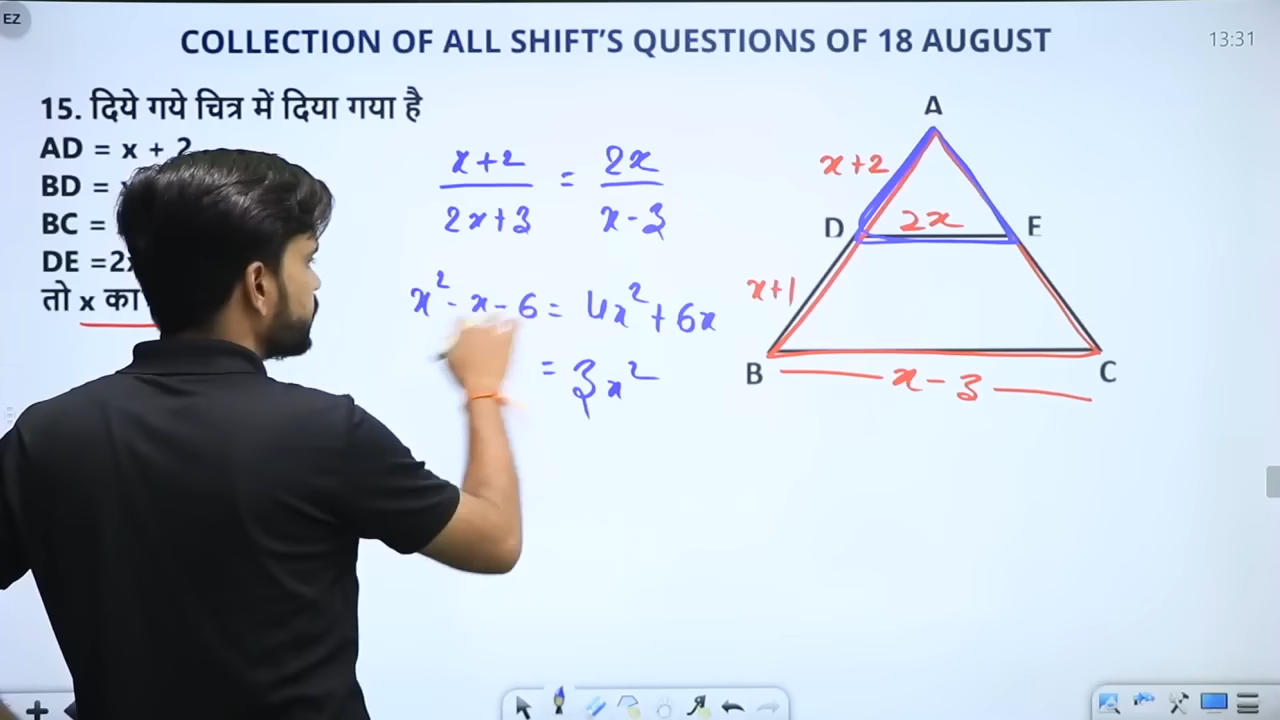 EZ
COLLECTION OF ALL SHIFT'S QUESTIONS OF 18 AUGUST
13:31
15. दिये गये चित्र में दिया गया है
AD = x + 2
BD =
BC =
DE =2x
तो x का
x+2 / 2x+3 = 2x / x-3
x² - x - 6 = 4x² + 6x
= 3x²
A
x+2
D 2x E
x+1
B x-3 C